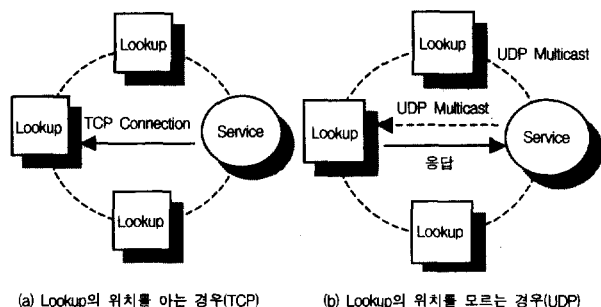 Lookup
Lookup
TCP Connection
Service
Lookup
(a) Lookup의 위치를 아는 경우(TCP)
Lookup
UDP Multicast
UDP Multicast
Lookup
Service
응답
Lookup
(b) Lookup의 위치를 모르는 경우(UDP)